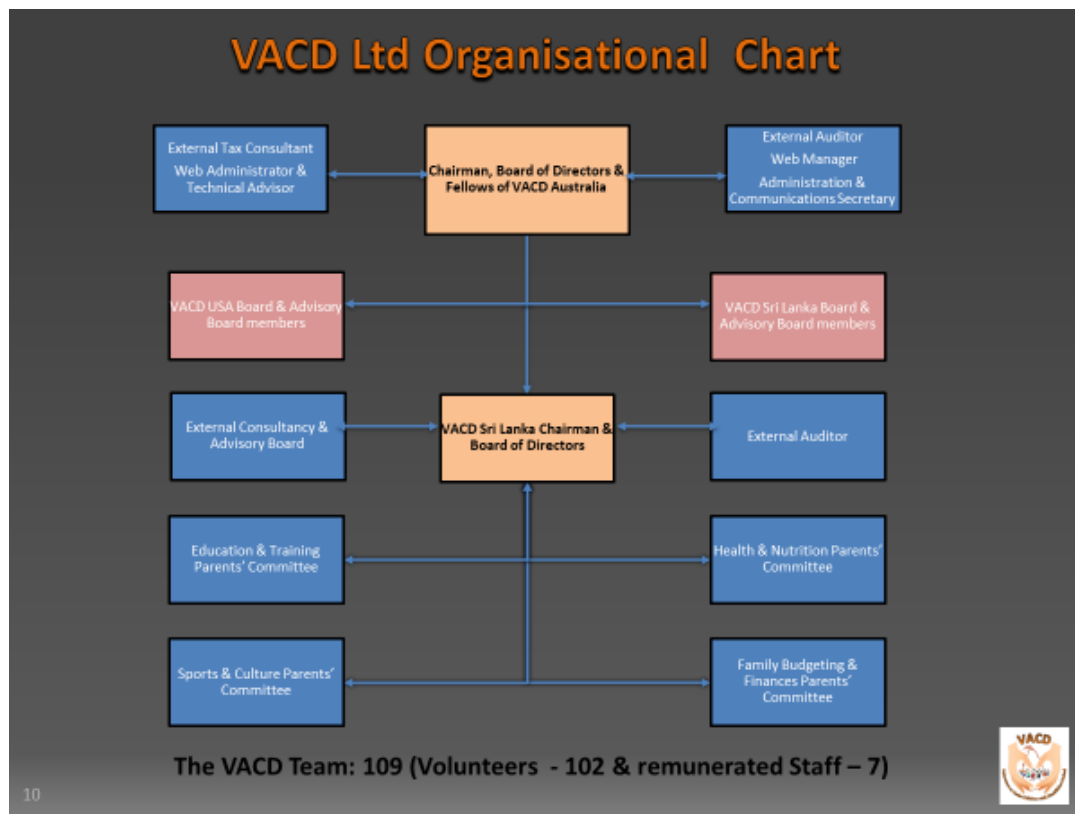 VACD Ltd Organisational Chart
External Tax Consultant
Web Administrator &
Technical Advisor
Chairman, Board of Directors &
Fellows of VACD Australia
External Auditor
Web Manager
Administration &
Communications Secretary
VACD USA Board & Advisory
Board members
VACD Sri Lanka Board &
Advisory Board members
External Consultancy &
Advisory Board
VACD Sri Lanka Chairman &
Board of Directors
External Auditor
Education & Training
Parents' Committee
Health & Nutrition Parents'
Committee
Sports & Culture Parents'
Committee
Family Budgeting &
Finances Parents'
Committee
The VACD Team: 109 (Volunteers - 102 & remunerated Staff – 7)
10
VACD